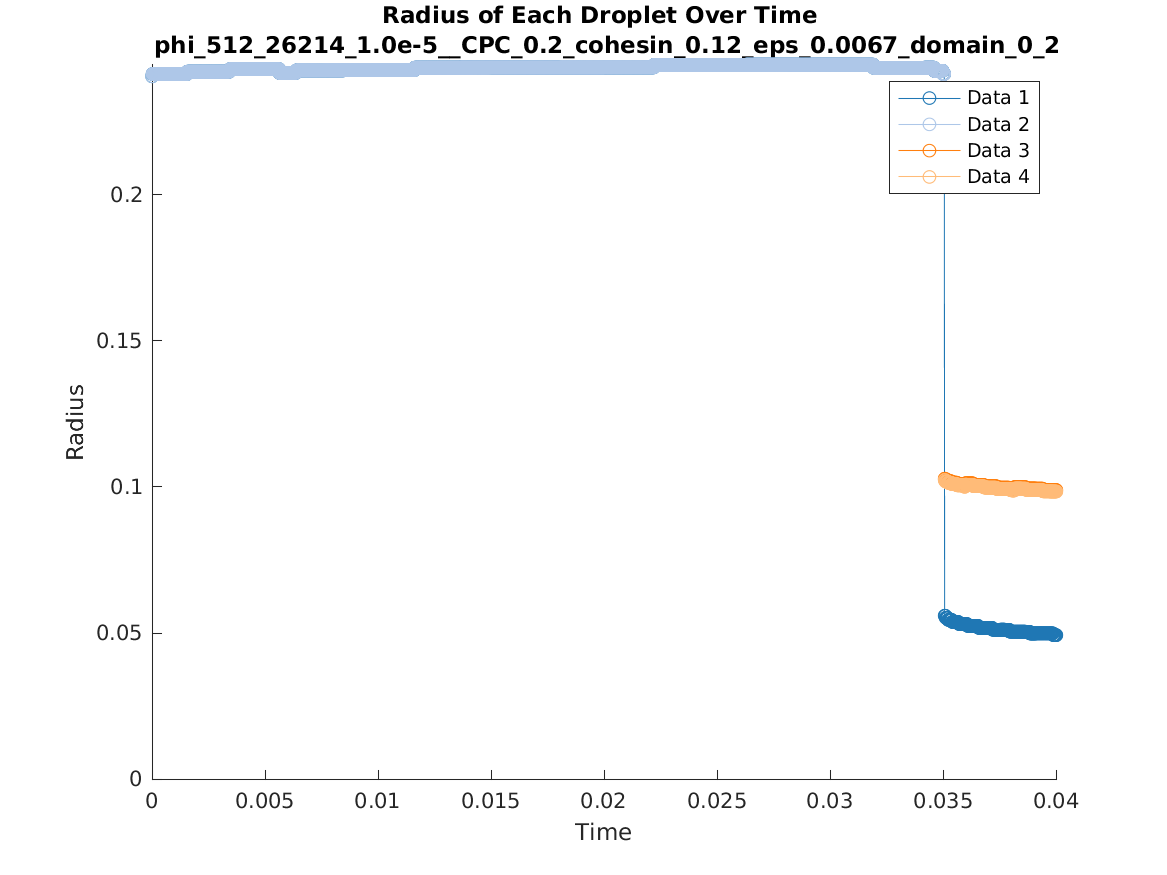 Radius of Each Droplet Over Time
phi_512_26214_1.0e-5__CPC_0.2_cohesin_0.12_eps_0.0067_domain_0_2
Data 1
Data 2
Data 3
Data 4
0.2
0.15
0.1
0.05
0
Radius
0
0.005
0.01
0.015
0.02
0.025
0.03
0.035
0.04
Time